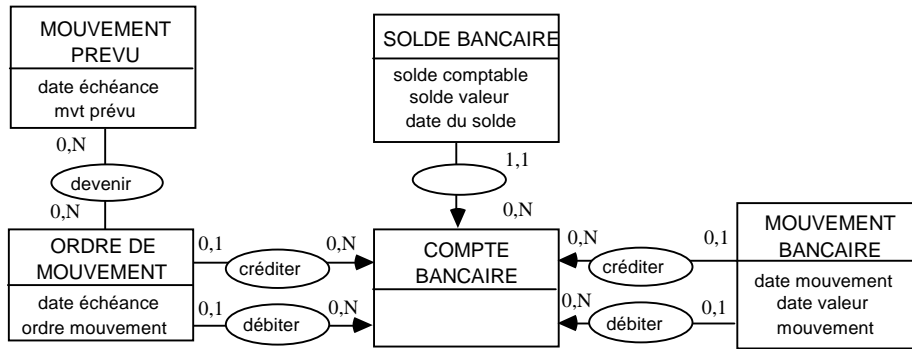 MOUVEMENT
PREVU
date échéance
mvt prévu
0,N
devenir
0,N
SOLDE BANCAIRE
solde comptable
solde valeur
date du solde
1,1
0,N
ORDRE DE
MOUVEMENT
date échéance
ordre mouvement
0,1
créditer
0,N
0,1
débiter
0,N
COMPTE
BANCAIRE
0,N
créditer
0,1
0,N
débiter
0,1
MOUVEMENT
BANCAIRE
date mouvement
date valeur
mouvement